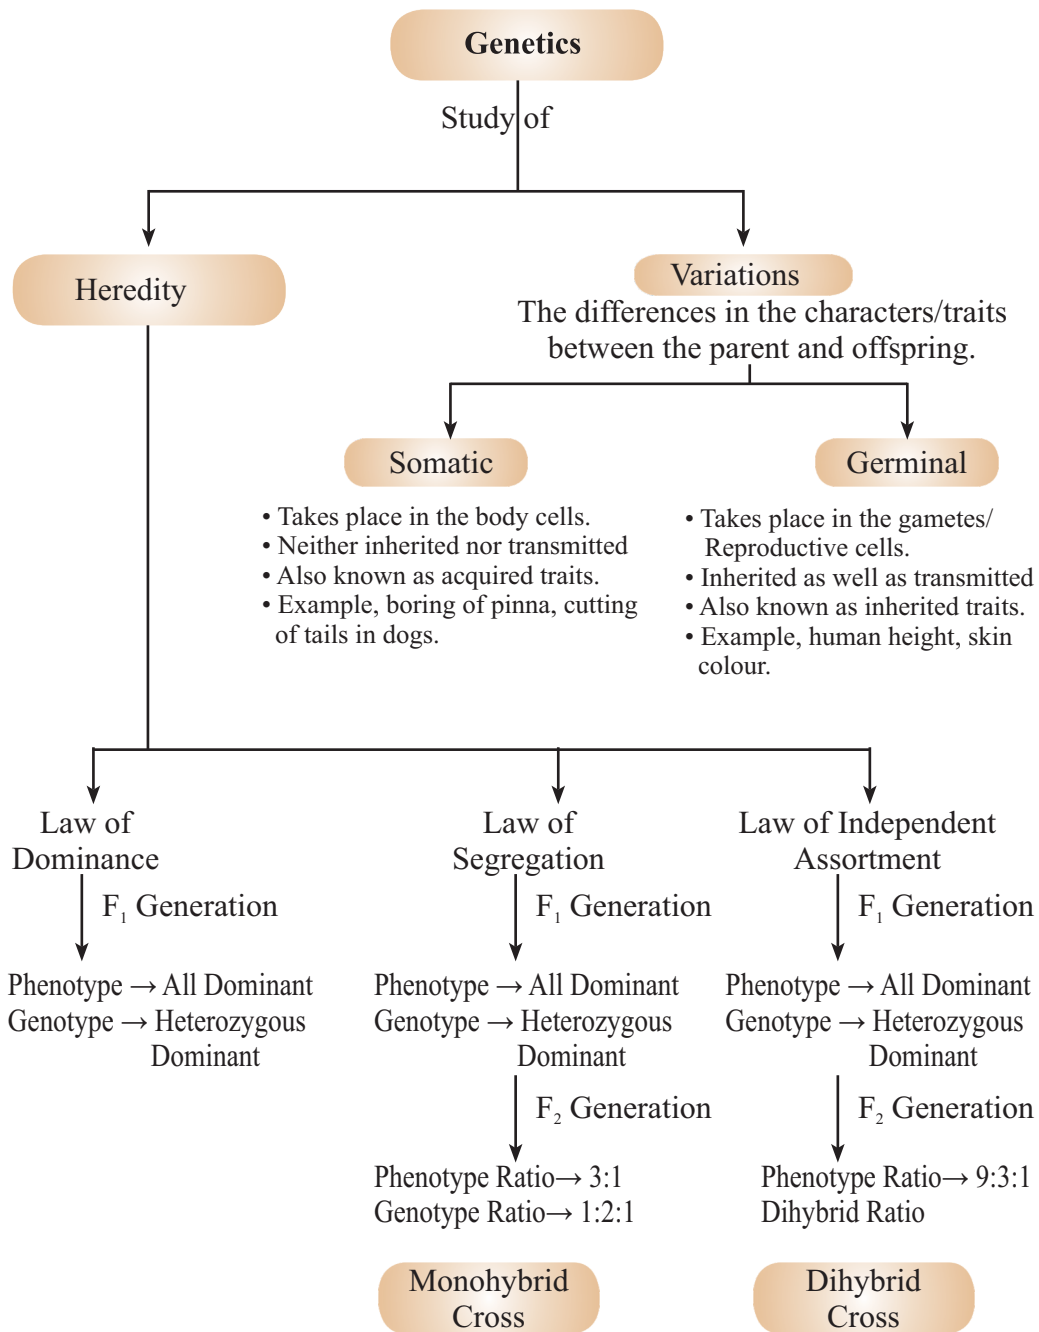 Genetics
Study of
Heredity
Variations
The differences in the characters/traits
between the parent and offspring.
Somatic
• Takes place in the body cells.
• Neither inherited nor transmitted
• Also known as acquired traits.
• Example, boring of pinna, cutting
of tails in dogs.
Germinal
• Takes place in the gametes/
Reproductive cells.
• Inherited as well as transmitted
• Also known as inherited traits.
• Example, human height, skin
colour.
Law of
Dominance
F₁ Generation
Phenotype → All Dominant
Genotype → Heterozygous
Dominant
Law of
Segregation
F₁ Generation
Phenotype → All Dominant
Genotype → Heterozygous
Dominant
F₂ Generation
Phenotype Ratio→ 3:1
Genotype Ratio→ 1:2:1
Monohybrid
Cross
Law of Independent
Assortment
F₁ Generation
Phenotype → All Dominant
Genotype → Heterozygous
Dominant
F₂ Generation
Phenotype Ratio→ 9:3:1
Dihybrid Ratio
Dihybrid
Cross